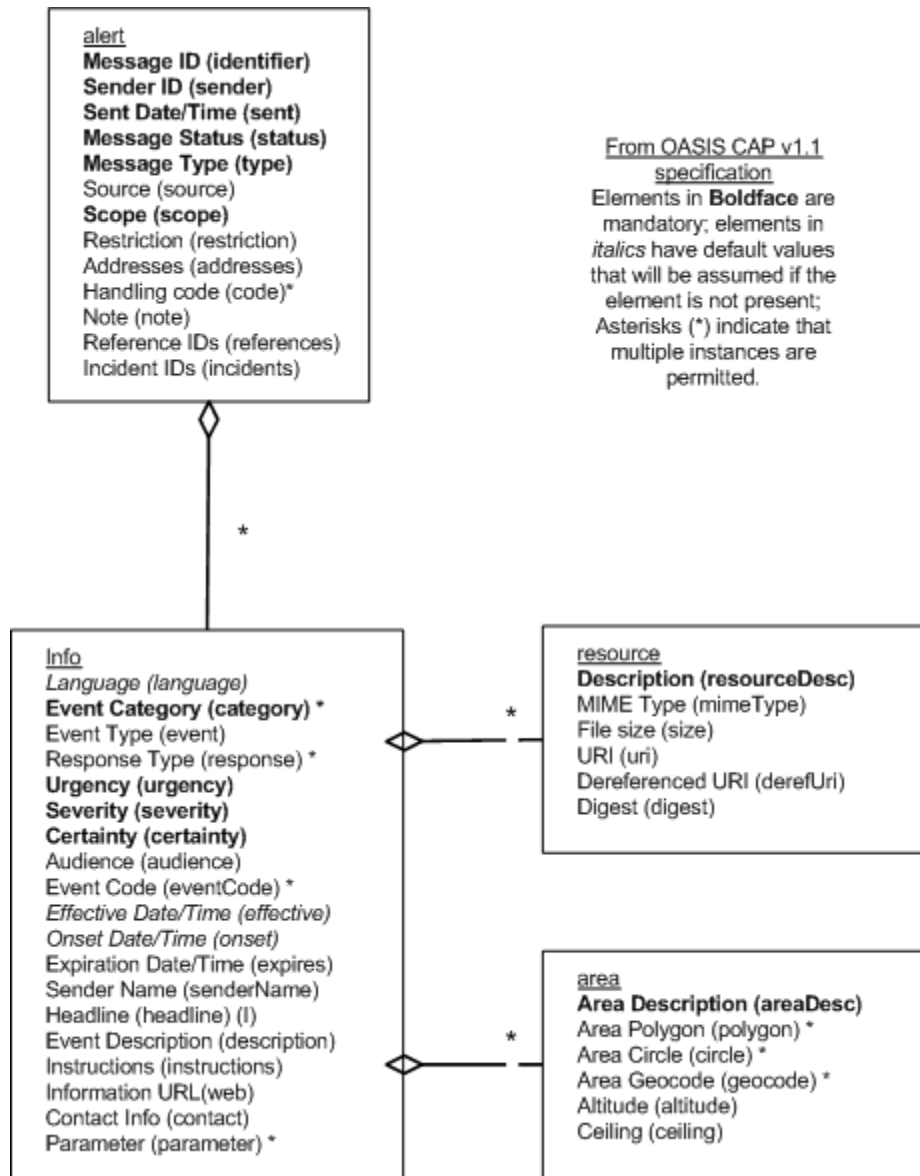 alert
Message ID (identifier)
Sender ID (sender)
Sent Date/Time (sent)
Message Status (status)
Message Type (type)
Source (source)
Scope (scope)
Restriction (restriction)
Addresses (addresses)
Handling code (code)*
Note (note)
Reference IDs (references)
Incident IDs (incidents)
From OASIS CAP v1.1
specification
Elements in Boldface are
mandatory; elements in
italics have default values
that will be assumed if the
element is not present;
Asterisks (*) indicate that
multiple instances are
permitted.
*
Info
Language (language)
Event Category (category) *
Event Type (event)
Response Type (response) *
Urgency (urgency)
Severity (severity)
Certainty (certainty)
Audience (audience)
Event Code (eventCode) *
Effective Date/Time (effective)
Onset Date/Time (onset)
Expiration Date/Time (expires)
Sender Name (senderName)
Headline (headline) (I)
Event Description (description)
Instructions (instructions)
Information URL(web)
Contact Info (contact)
Parameter (parameter) *
*
resource
Description (resourceDesc)
MIME Type (mimeType)
File size (size)
URI (uri)
Dereferenced URI (derefUri)
Digest (digest)
*
area
Area Description (areaDesc)
Area Polygon (polygon) *
Area Circle (circle) *
Area Geocode (geocode) *
Altitude (altitude)
Ceiling (ceiling)